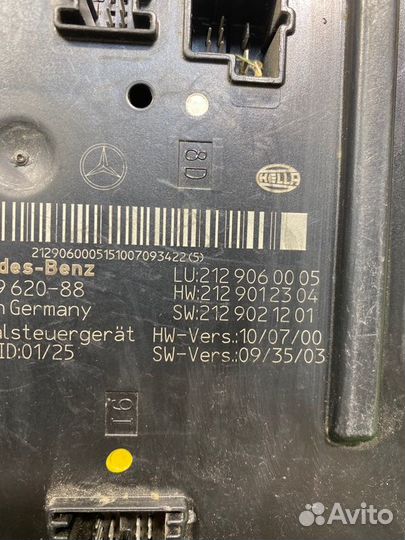 8D
HELLA
2129060005151007093422(5)
des-Benz
9 620-88
n Germany
alsteuergerät
ID:01/25
LU:212 906 00 05
HW:212 901 23 04
SW:212 902 12 01
HW-Vers.:10/07/00
SW-Vers.:09/35/03
16
Avito